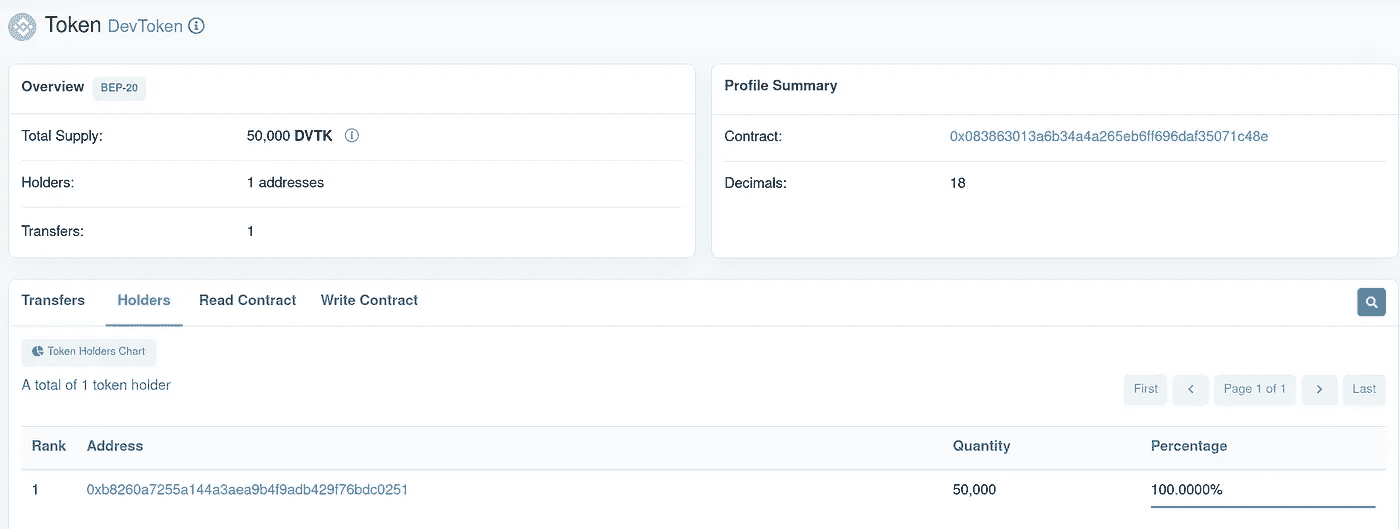 Token DevToken
Overview BEP-20
Total Supply: 50,000 DVTK
Holders: 1 addresses
Transfers: 1
Profile Summary
Contract: 0x083863013a6b34a4a265eb6ff696daf35071c48e
Decimals: 18
Transfers Holders Read Contract Write Contract
Token Holders Chart
A total of 1 token holder
First < Page 1 of 1 > Last
Rank Address Quantity Percentage
1 0xb8260a7255a144a3aea9b4f9adb429f76bdc0251 50,000 100.0000%